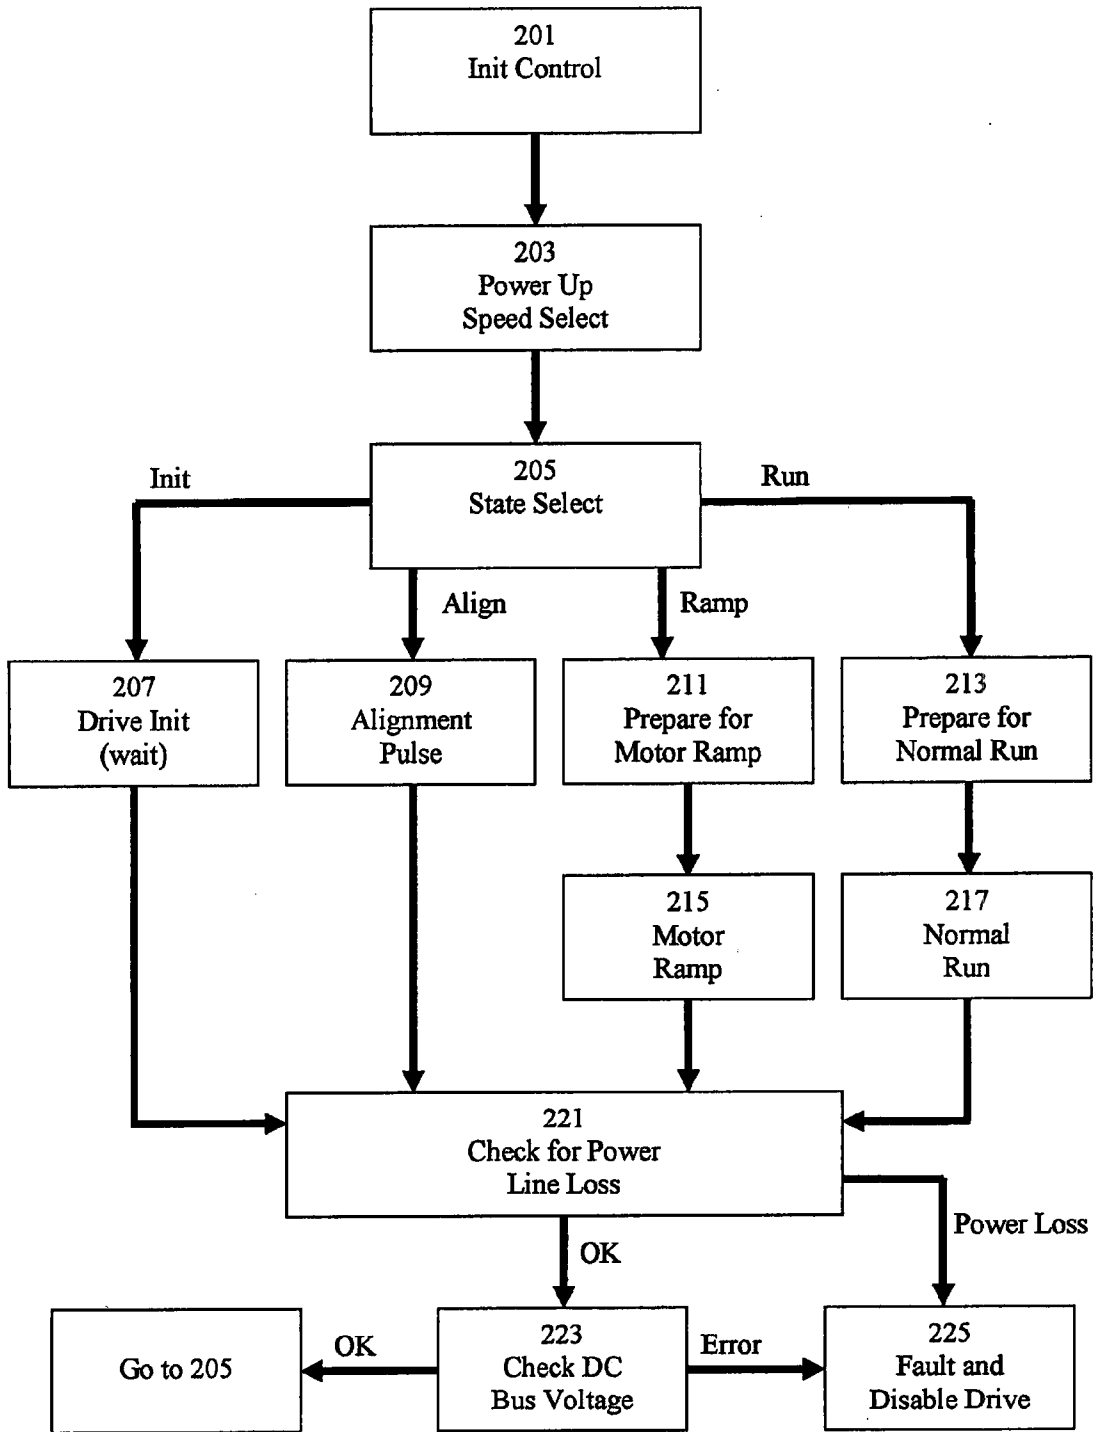 201
Init Control
203
Power Up
Speed Select
205
State Select
Init
Run
Align
Ramp
207
Drive Init
(wait)
209
Alignment
Pulse
211
Prepare for
Motor Ramp
213
Prepare for
Normal Run
215
Motor
Ramp
217
Normal
Run
221
Check for Power
Line Loss
Power Loss
OK
Go to 205
OK
223
Check DC
Bus Voltage
Error
225
Fault and
Disable Drive